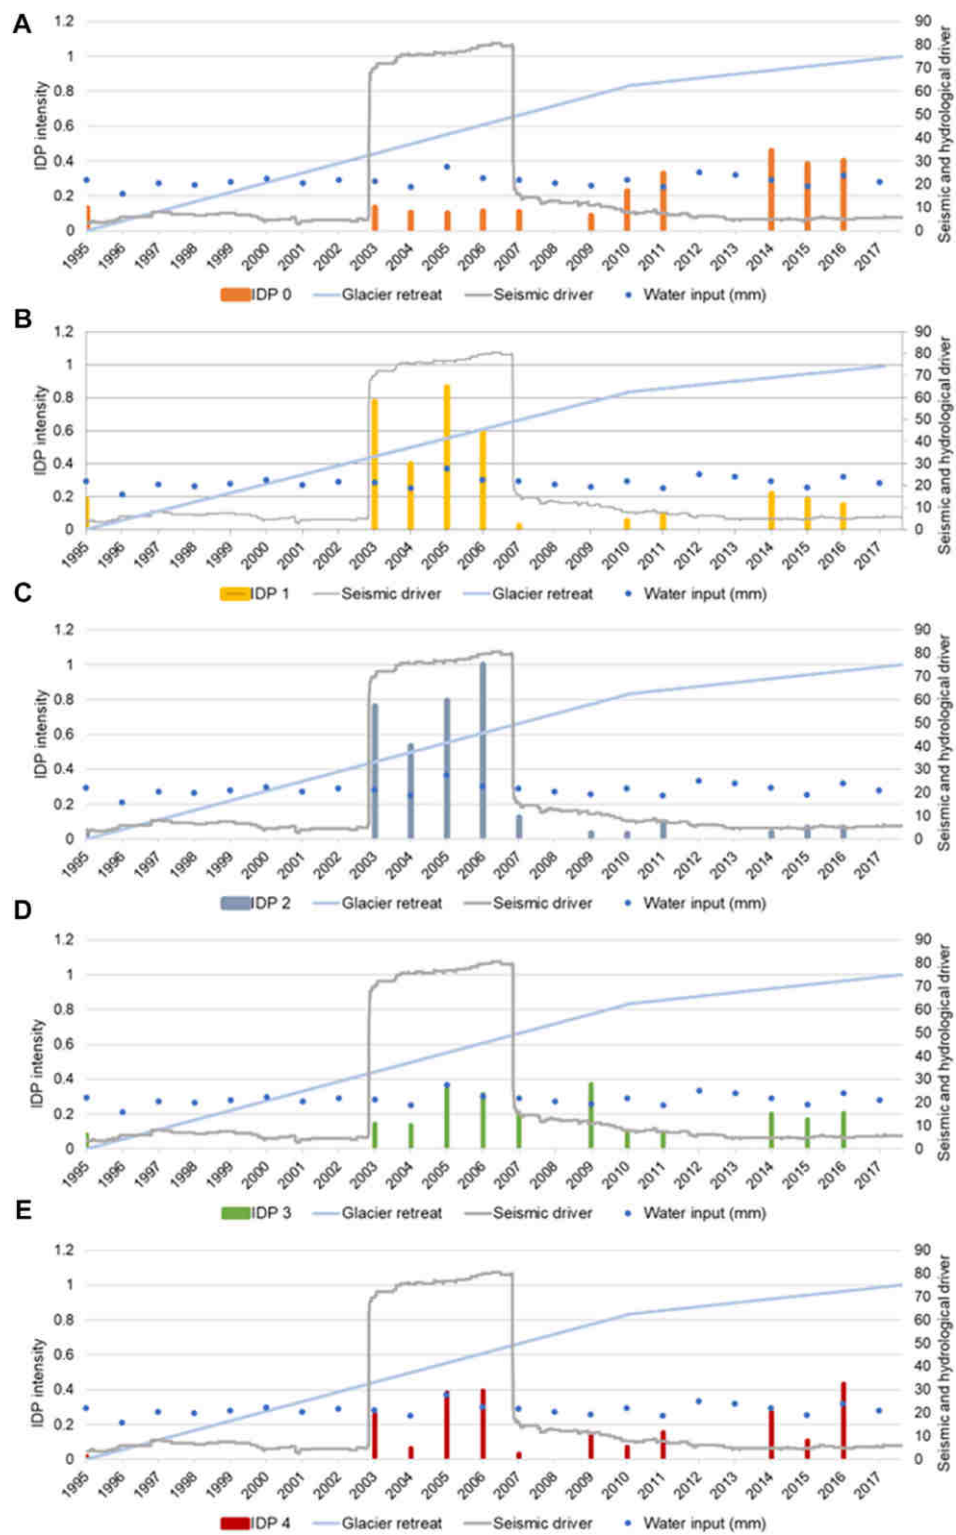 A
1.2 90
80
1 70
0.8 60
50
0.6 40
0.4 30
20
0.2 10
0 0
IDP intensity
Seismic and hydrological driver
1995 1996 1997 1998 1999 2000 2001 2002 2003 2004 2005 2006 2007 2008 2009 2010 2011 2012 2013 2014 2015 2016 2017
IDP 0 Glacier retreat Seismic driver Water input (mm)
B
1.2 90
80
1 70
0.8 60
50
0.6 40
0.4 30
20
0.2 10
0 0
IDP intensity
Seismic and hydrological driver
1995 1996 1997 1998 1999 2000 2001 2002 2003 2004 2005 2006 2007 2008 2009 2010 2011 2012 2013 2014 2015 2016 2017
IDP 1 Seismic driver Glacier retreat Water input (mm)
C
1.2 90
80
1 70
0.8 60
50
0.6 40
0.4 30
20
0.2 10
0 0
IDP intensity
Seismic and hydrological driver
1995 1996 1997 1998 1999 2000 2001 2002 2003 2004 2005 2006 2007 2008 2009 2010 2011 2012 2013 2014 2015 2016 2017
IDP 2 Glacier retreat Seismic driver Water input (mm)
D
1.2 90
80
1 70
0.8 60
50
0.6 40
0.4 30
20
0.2 10
0 0
IDP intensity
Seismic and hydrological driver
1995 1996 1997 1998 1999 2000 2001 2002 2003 2004 2005 2006 2007 2008 2009 2010 2011 2012 2013 2014 2015 2016 2017
IDP 3 Glacier retreat Seismic driver Water input (mm)
E
1.2 90
80
1 70
0.8 60
50
0.6 40
0.4 30
20
0.2 10
0 0
IDP intensity
Seismic and hydrological driver
1995 1996 1997 1998 1999 2000 2001 2002 2003 2004 2005 2006 2007 2008 2009 2010 2011 2012 2013 2014 2015 2016 2017
IDP 4 Glacier retreat Seismic driver Water input (mm)